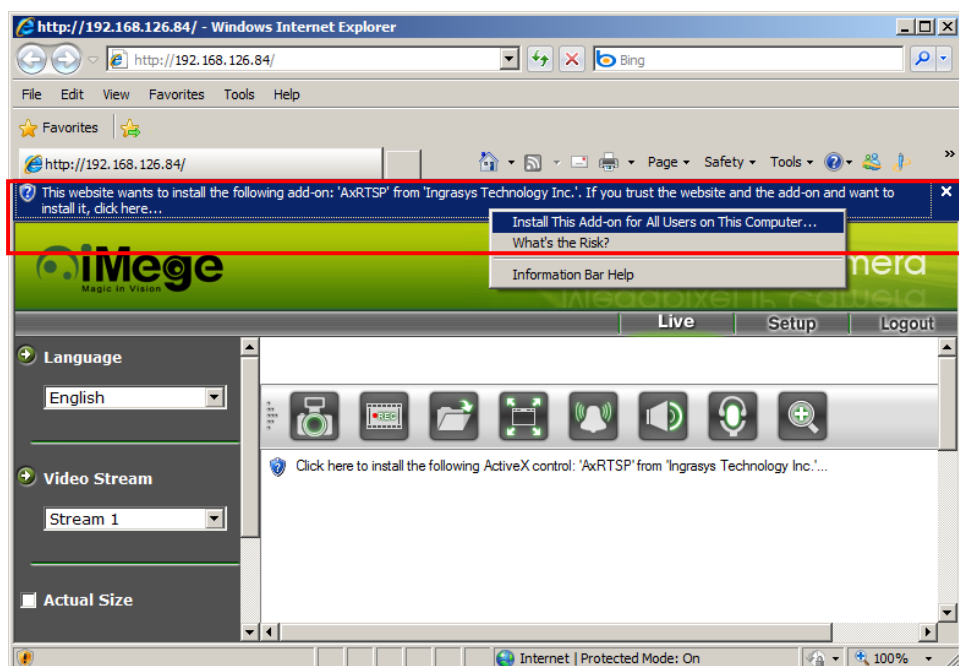 http://192.168.126.84/ - Windows Internet Explorer
http://192.168.126.84/
Bing
File Edit View Favorites Tools Help
Favorites
http://192.168.126.84/
Page Safety Tools
»
This website wants to install the following add-on: 'AxRTSP' from 'Ingrasys Technology Inc.'. If you trust the website and the add-on and want to
install it, click here...
Install This Add-on for All Users on This Computer...
What's the Risk?
Information Bar Help
iMege
Magic in Vision
mera
Megapixel IP Camera
Live Setup Logout
Language
English
REC
Video Stream
Click here to install the following ActiveX control: 'AxRTSP' from 'Ingrasys Technology Inc.'...
Stream 1
Actual Size
Internet | Protected Mode: On
100%